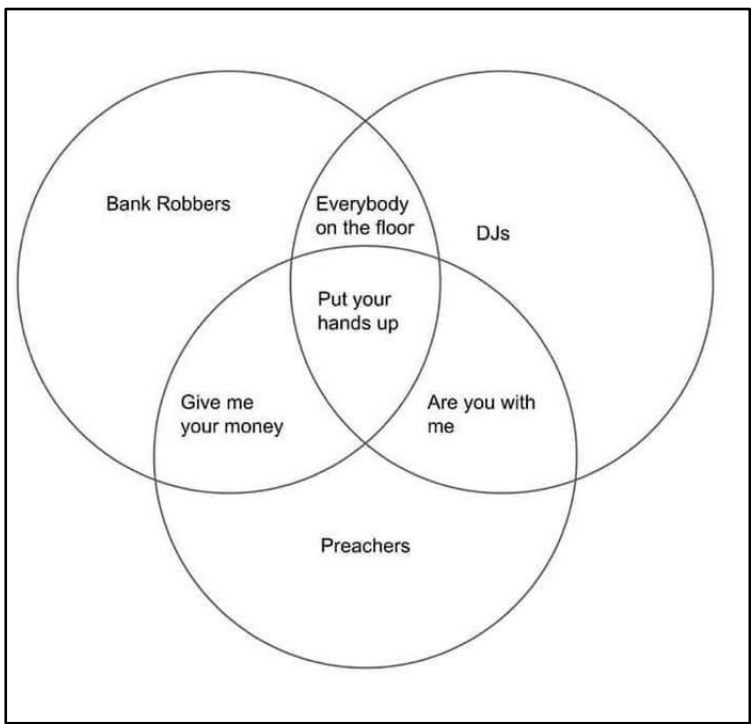 Bank Robbers
Everybody
on the floor
DJs
Put your
hands up
Give me
your money
Are you with
me
Preachers